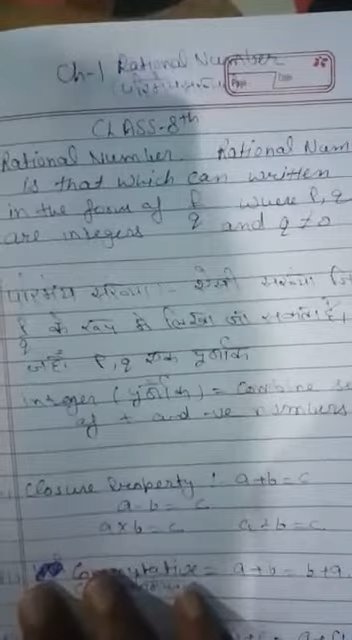 Ch-1 Rational Number
CLASS-8th
Rational Number. Rational Num
is that which can written
in the form of p/q where p, q
are integers and q ≠ 0
परिमेय संख्या - ऐसी संख्या जि
p/q के रूप में लिखा जा सकता है,
जहाँ p, q एक पूर्णांक
integer (पूर्णांक) = combine se
of + and -ve numbers
Closure Property : a+b=c
a-b=c
a×b=c a÷b=c
= a+b = b+a